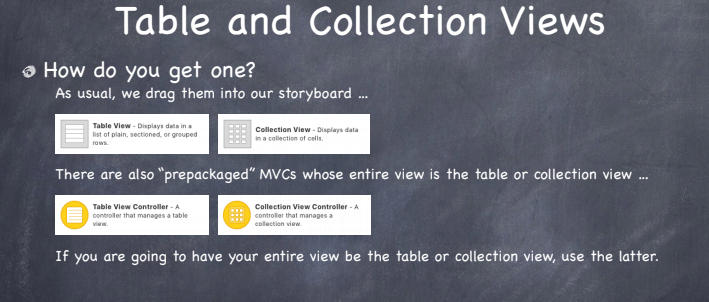 Table and Collection Views
How do you get one?
As usual, we drag them into our storyboard ...
Table View - Displays data in a
list of plain, sectioned, or grouped
rows.
Collection View - Displays data
in a collection of cells.
There are also “prepackaged” MVCs whose entire view is the table or collection view ...
Table View Controller - A
controller that manages a table
view.
Collection View Controller - A
controller that manages a
collection view.
If you are going to have your entire view be the table or collection view, use the latter.